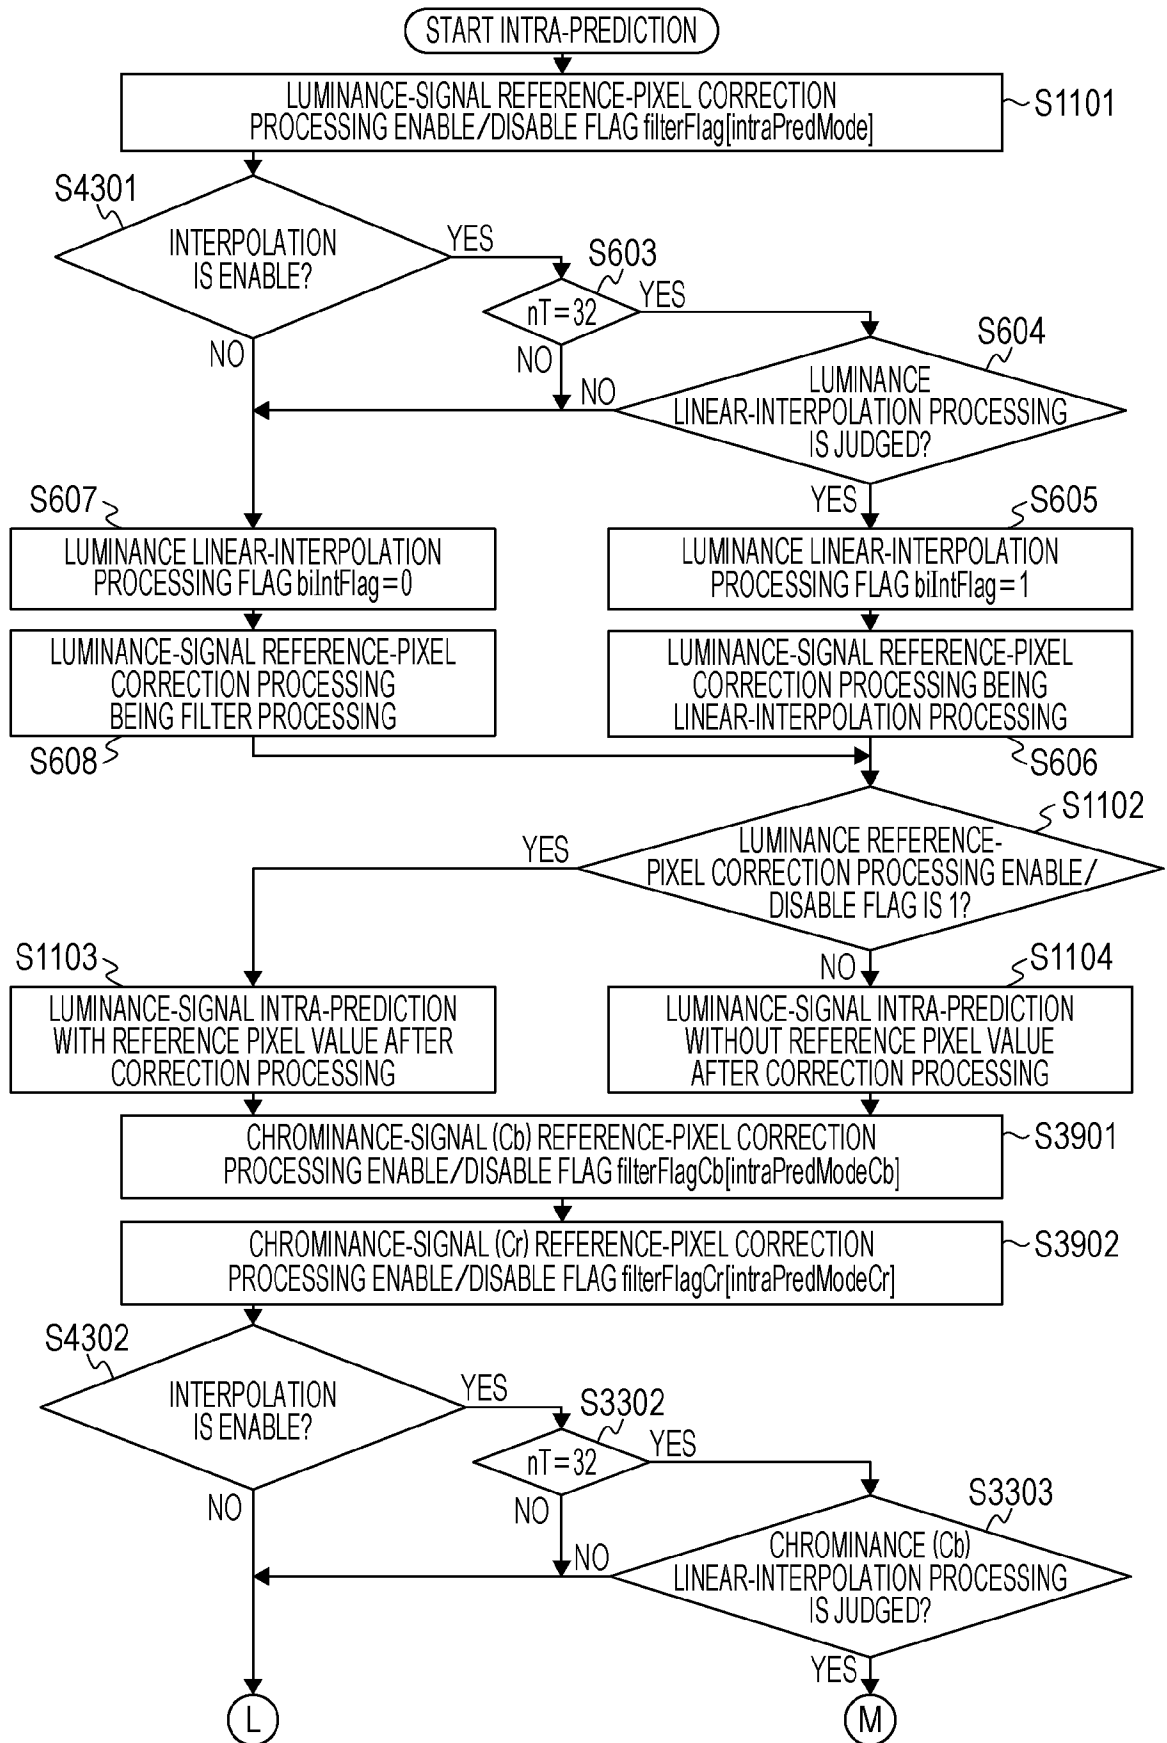 START INTRA-PREDITION
LUMINANCE-SIGNAL REFERENCE-PIXEL CORRECTION
PROCESSING ENABLE/DISABLE FLAG filterFlag[intraPredMode]
S1101
S4301
INTERPOLATION
IS ENABLE?
YES
NO
S603
nT=32
YES
NO
S604
LUMINANCE
LINEAR-INTERPOLATION PROCESSING
IS JUDGED?
NO
YES
S607
LUMINANCE LINEAR-INTERPOLATION
PROCESSING FLAG biIntFlag=0
S605
LUMINANCE LINEAR-INTERPOLATION
PROCESSING FLAG biIntFlag=1
LUMINANCE-SIGNAL REFERENCE-PIXEL
CORRECTION PROCESSING
BEING FILTER PROCESSING
S608
LUMINANCE-SIGNAL REFERENCE-PIXEL
CORRECTION PROCESSING BEING
LINEAR-INTERPOLATION PROCESSING
S606
S1102
LUMINANCE REFERENCE-
PIXEL CORRECTION PROCESSING ENABLE/
DISABLE FLAG IS 1?
YES
NO
S1103
LUMINANCE-SIGNAL INTRA-PREDICTION
WITH REFERENCE PIXEL VALUE AFTER
CORRECTION PROCESSING
S1104
LUMINANCE-SIGNAL INTRA-PREDICTION
WITHOUT REFERENCE PIXEL VALUE
AFTER CORRECTION PROCESSING
CHROMINANCE-SIGNAL (Cb) REFERENCE-PIXEL CORRECTION
PROCESSING ENABLE/DISABLE FLAG filterFlagCb[intraPredModeCb]
S3901
CHROMINANCE-SIGNAL (Cr) REFERENCE-PIXEL CORRECTION
PROCESSING ENABLE/DISABLE FLAG filterFlagCr[intraPredModeCr]
S3902
S4302
INTERPOLATION
IS ENABLE?
YES
NO
S3302
nT=32
YES
NO
S3303
CHROMINANCE (Cb)
LINEAR-INTERPOLATION PROCESSING
IS JUDGED?
NO
YES
L
M